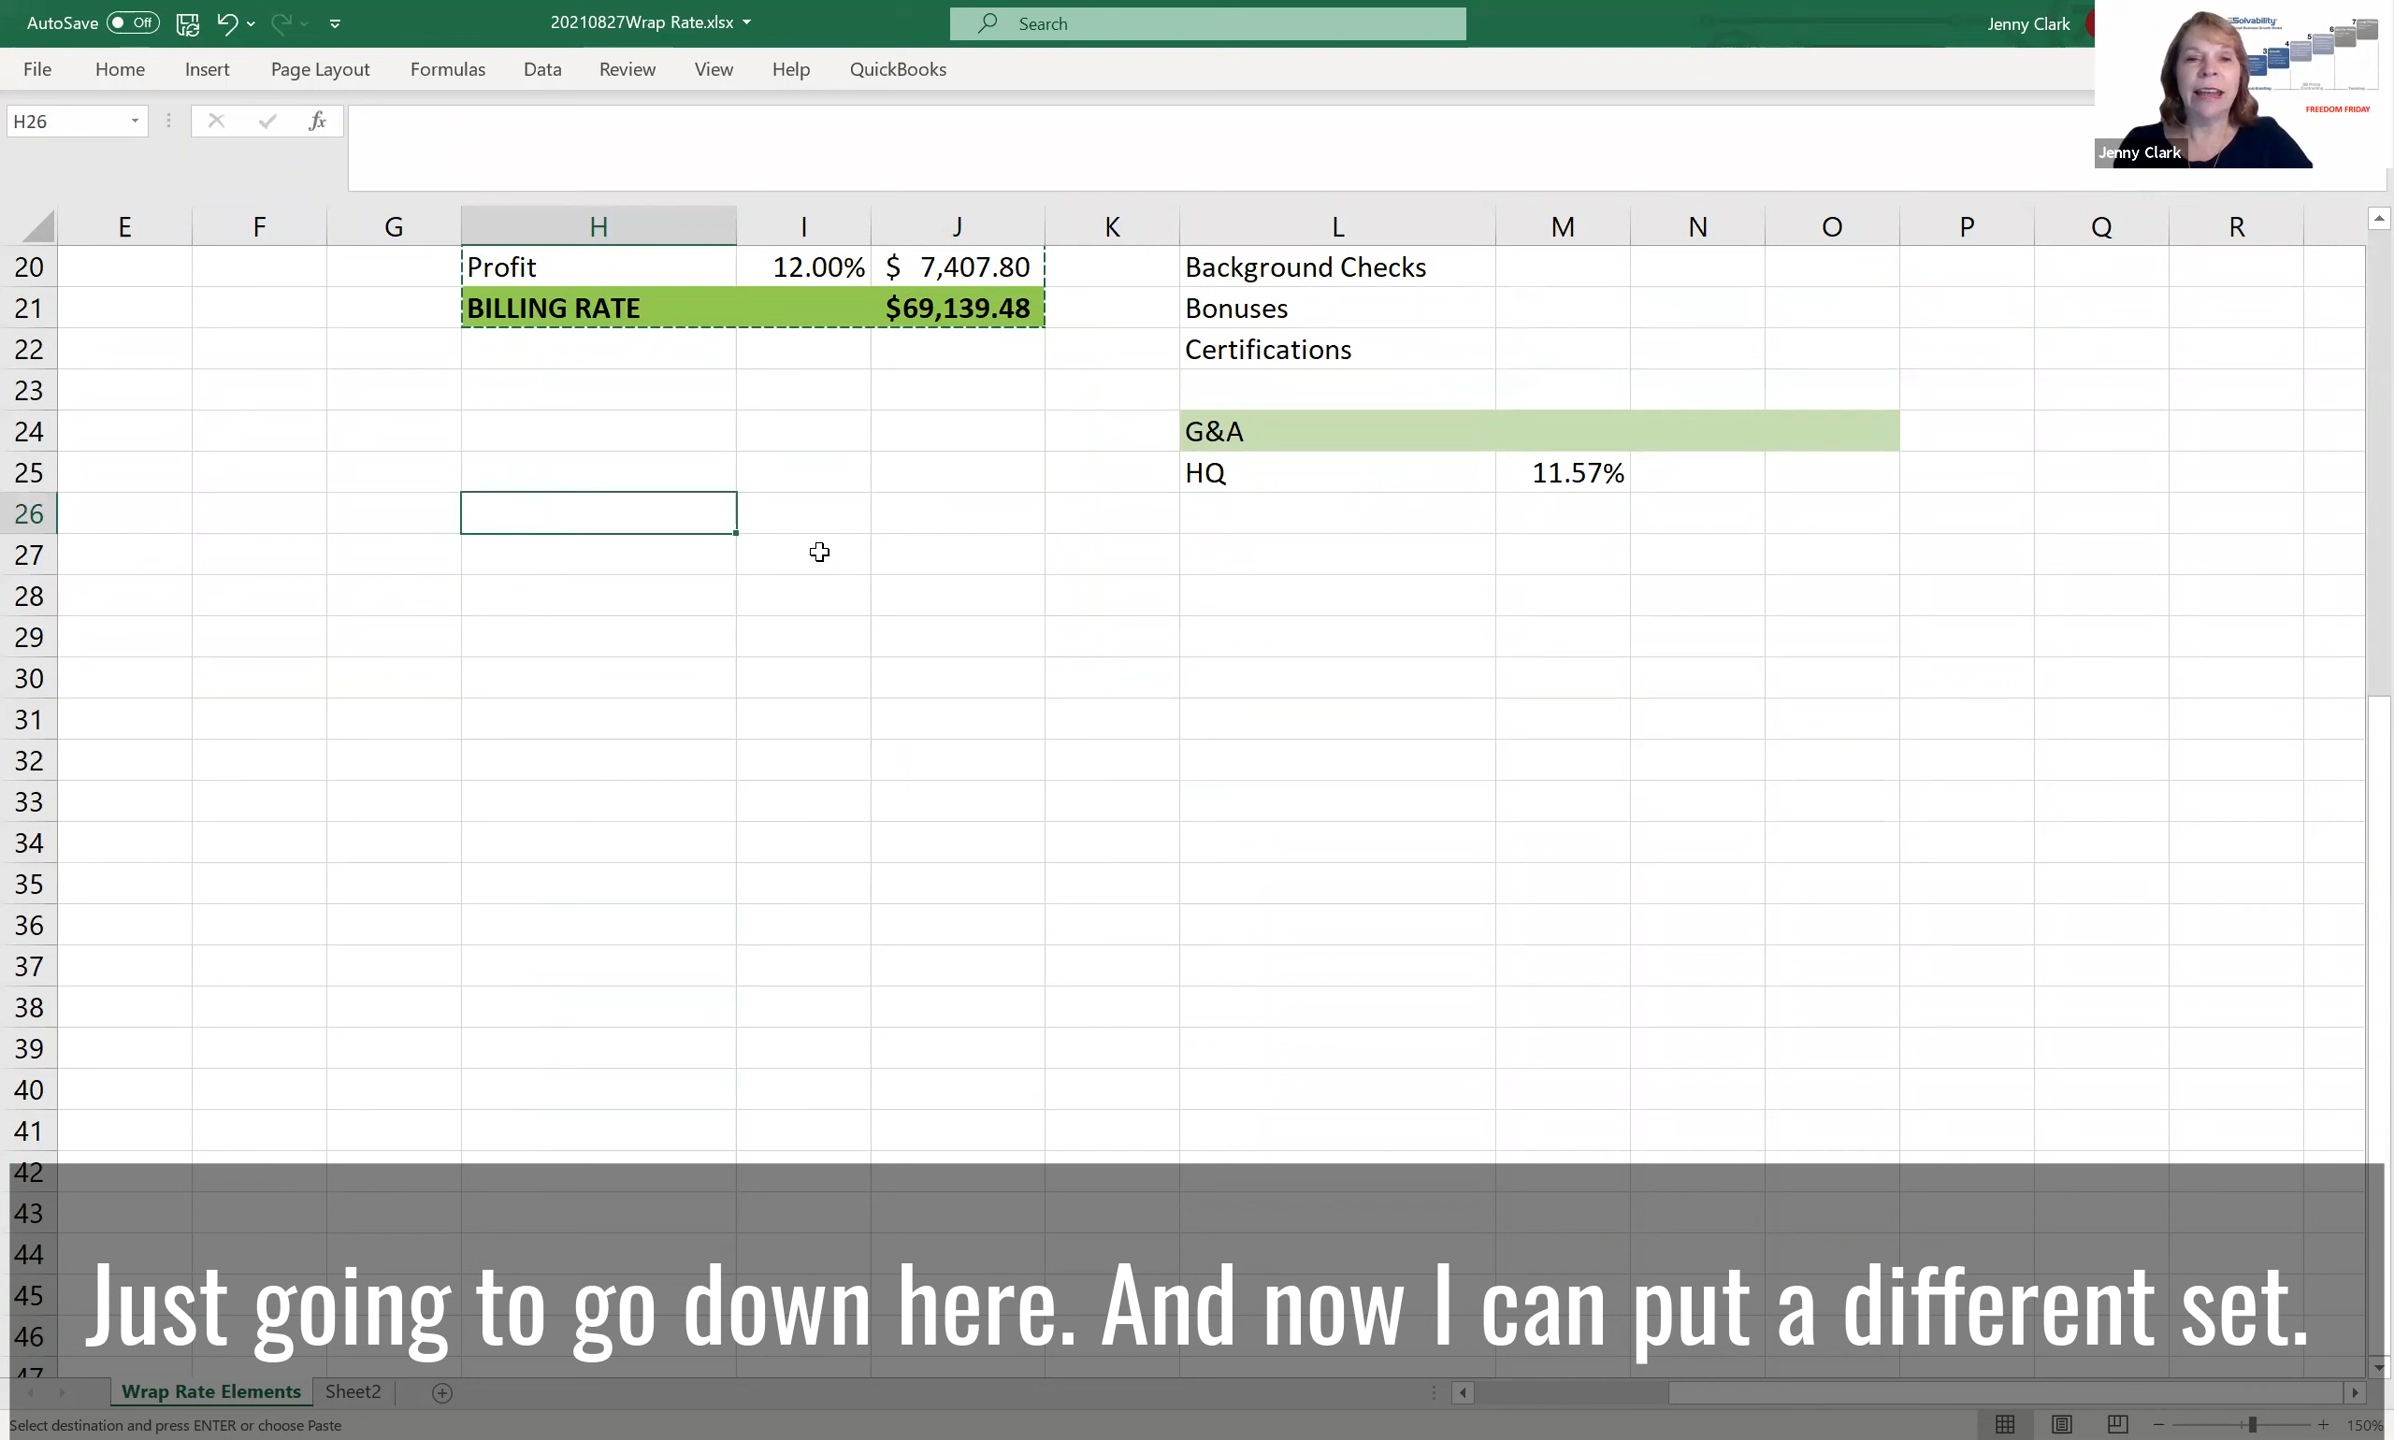 AutoSave Off 20210827Wrap Rate.xlsx Search Jenny Clark
File Home Insert Page Layout Formulas Data Review View Help QuickBooks
H26 fx
Solvability
FREEDOM FRIDAY
Jenny Clark
E F G H I J K L M N O P Q R
20 Profit 12.00% $ 7,407.80 Background Checks
21 BILLING RATE $69,139.48 Bonuses
22 Certifications
23
24 G&A
25 HQ 11.57%
26
27
28
29
30
31
32
33
34
35
36
37
38
39
40
41
42
43
44
45
46
47
Just going to go down here. And now I can put a different set.
Wrap Rate Elements Sheet2
Select destination and press ENTER or choose Paste 150%